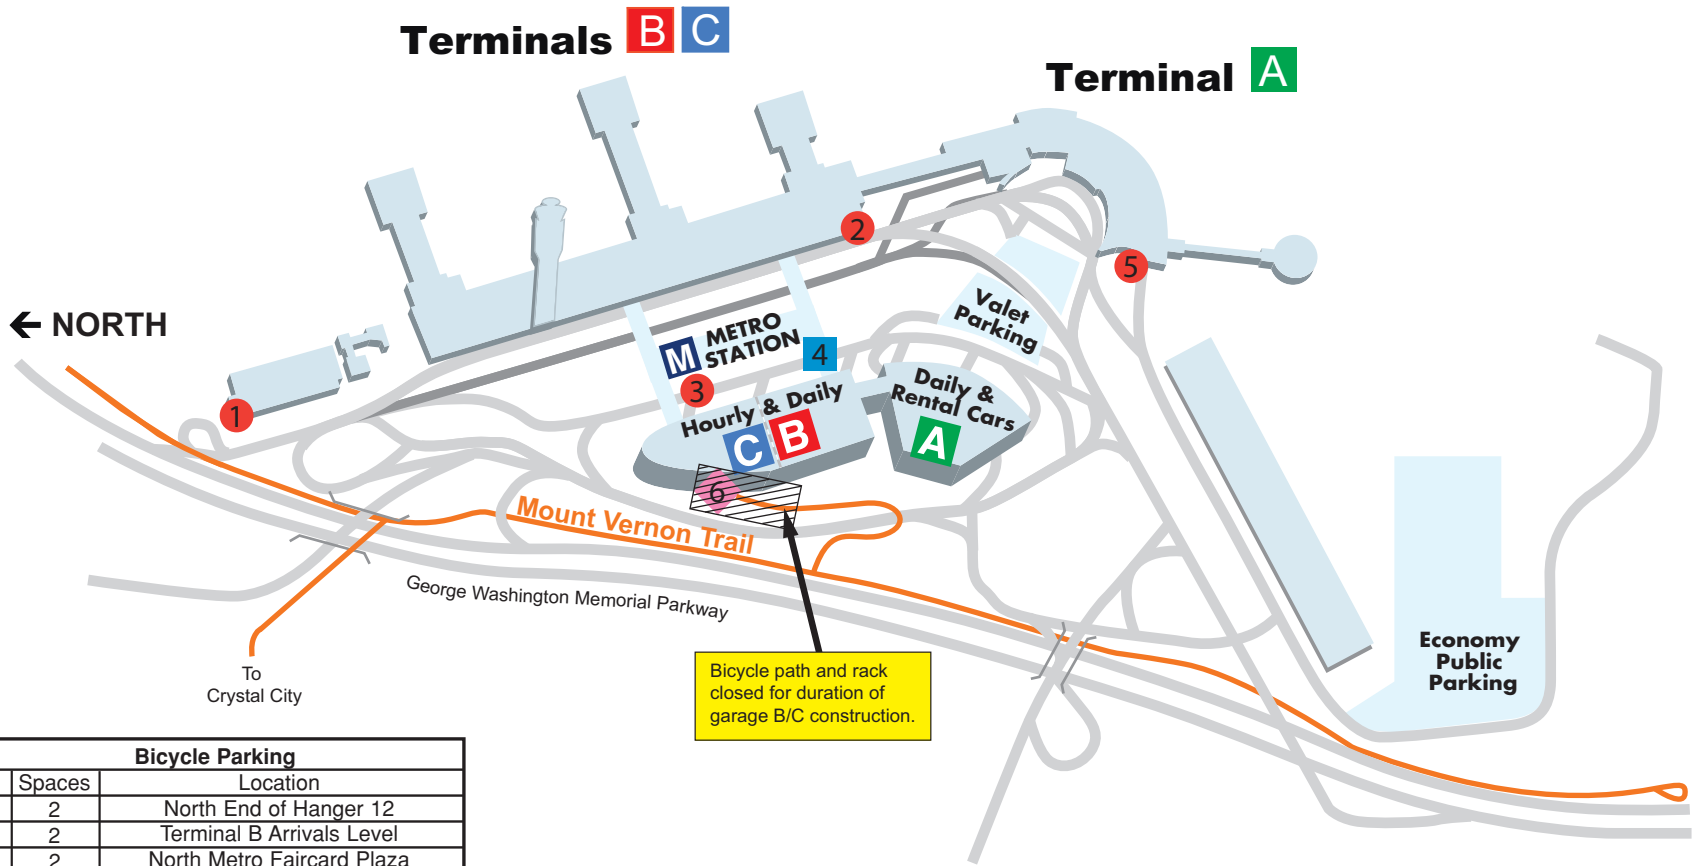 Terminals B C
Terminal A
2
5
← NORTH
Valet
Parking
M METRO
STATION
4
3
1
Hourly & Daily
C B
Daily &
Rental Cars
A
6
Mount Vernon Trail
George Washington Memorial Parkway
To
Crystal City
Bicycle path and rack
closed for duration of
garage B/C construction.
Economy
Public
Parking
Bicycle Parking
Spaces Location
2 North End of Hanger 12
2 Terminal B Arrivals Level
2 North Metro Faircard Plaza